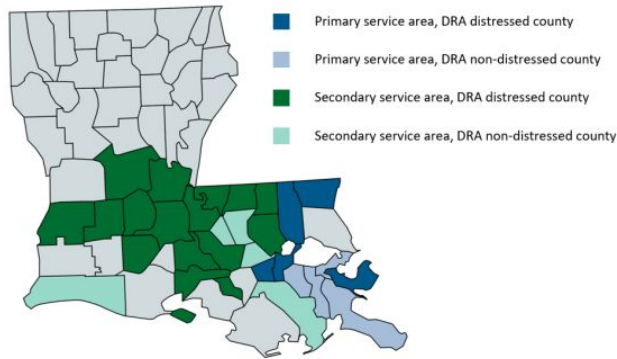 Primary service area, DRA distressed county
Primary service area, DRA non-distressed county
Secondary service area, DRA distressed county
Secondary service area, DRA non-distressed county